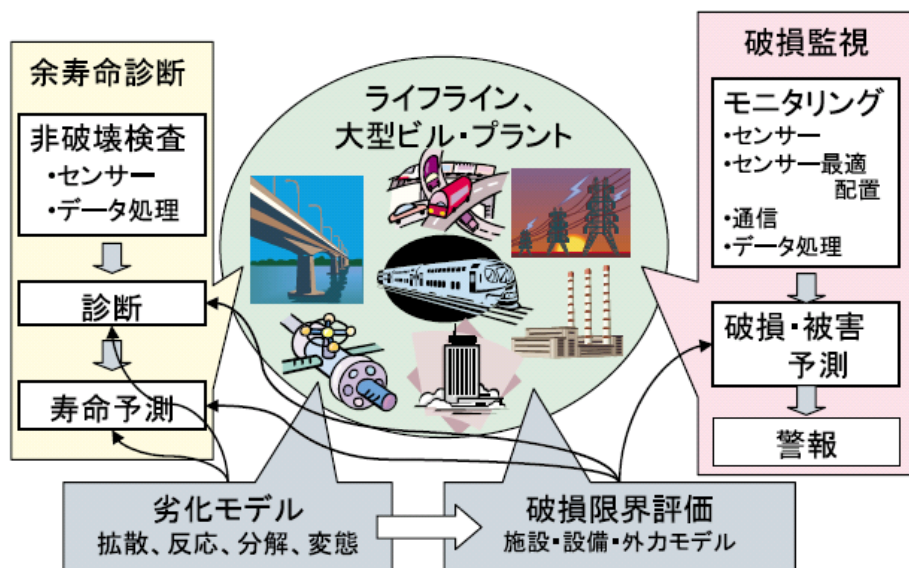 余寿命診断
非破壊検査
・センサー
・データ処理
診断
寿命予測
ライフライン、
大型ビル・プラント
破損監視
モニタリング
・センサー
・センサー最適
配置
・通信
・データ処理
破損・被害
予測
警報
劣化モデル
拡散、反応、分解、変態
破損限界評価
施設・設備・外力モデル